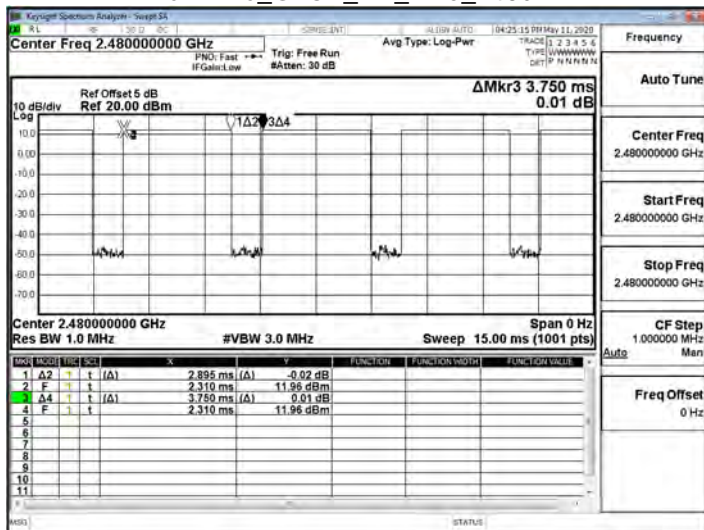 Keysight Spectrum Analyzer - Swept SA
RL
SENSE:INT
ALIGN AUTO
04:25:15 PM May 11, 2020
Center Freq 2.480000000 GHz
PNO: Fast
IFGain:Low
Trig: Free Run
#Atten: 30 dB
Avg Type: Log-Pwr
TRACE 1 2 3 4 5 6
TYPE WWWWWW
DET P NNNNN
Frequency
Auto Tune
Center Freq
2.480000000 GHz
Start Freq
2.480000000 GHz
Stop Freq
2.480000000 GHz
CF Step
1.000000 MHz
Auto Man
Freq Offset
0 Hz
ΔMkr3 3.750 ms
0.01 dB
Ref Offset 5 dB
10 dB/div Ref 20.00 dBm
Log
10.0
0.00
-10.0
-20.0
-30.0
-40.0
-50.0
-60.0
-70.0
1Δ2 3Δ4
Center 2.480000000 GHz Span 0 Hz
Res BW 1.0 MHz #VBW 3.0 MHz Sweep 15.00 ms (1001 pts)
MKR MODE TRC SCL X Y FUNCTION FUNCTION WIDTH FUNCTION VALUE
1 Δ2 1 t (Δ) 2.895 ms (Δ) -0.02 dB
2 F 1 t 2.310 ms 11.96 dBm
3 Δ4 1 t (Δ) 3.750 ms (Δ) 0.01 dB
4 F 1 t 2.310 ms 11.96 dBm
5
6
7
8
9
10
11
MSG STATUS